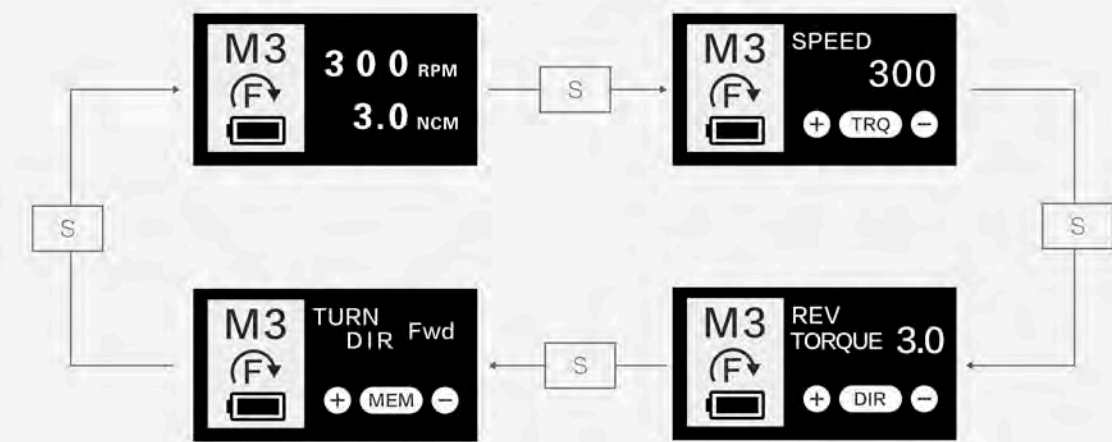 M3
F
300 RPM
3.0 NCM
S
M3
F
SPEED
300
+ TRQ −
S
M3
F
REV
TORQUE 3.0
+ DIR −
S
M3
F
TURN
DIR Fwd
+ MEM −
S